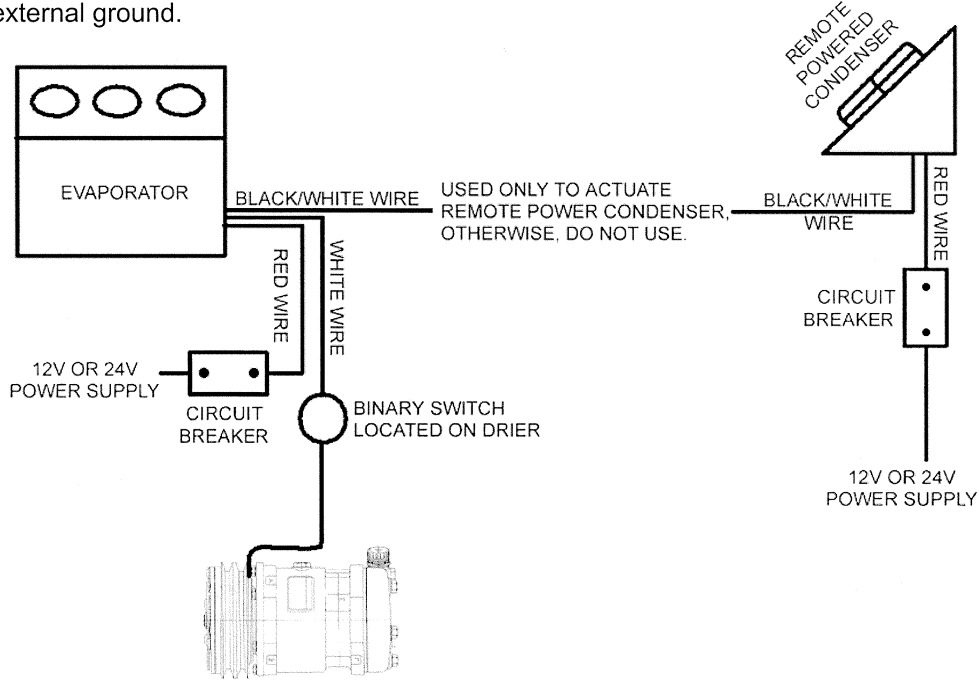 external ground.
REMOTE
POWERED
CONDENSER
EVAPORATOR
BLACK/WHITE WIRE
USED ONLY TO ACTUATE
REMOTE POWER CONDENSER,
OTHERWISE, DO NOT USE.
BLACK/WHITE
WIRE
RED WIRE
RED WIRE
WHITE WIRE
CIRCUIT
BREAKER
12V OR 24V
POWER SUPPLY
CIRCUIT
BREAKER
BINARY SWITCH
LOCATED ON DRIER
12V OR 24V
POWER SUPPLY